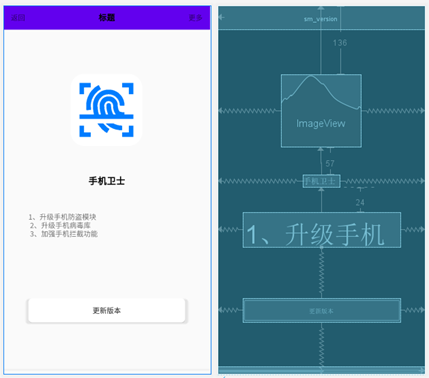 返回 标题 更多
手机卫士
1、升级手机防盗模块
2、升级手机病毒库
3、加强手机拦截功能
更新版本
sm_version
136
ImageView
57
手机卫士
24
1、升级手机
更新版本